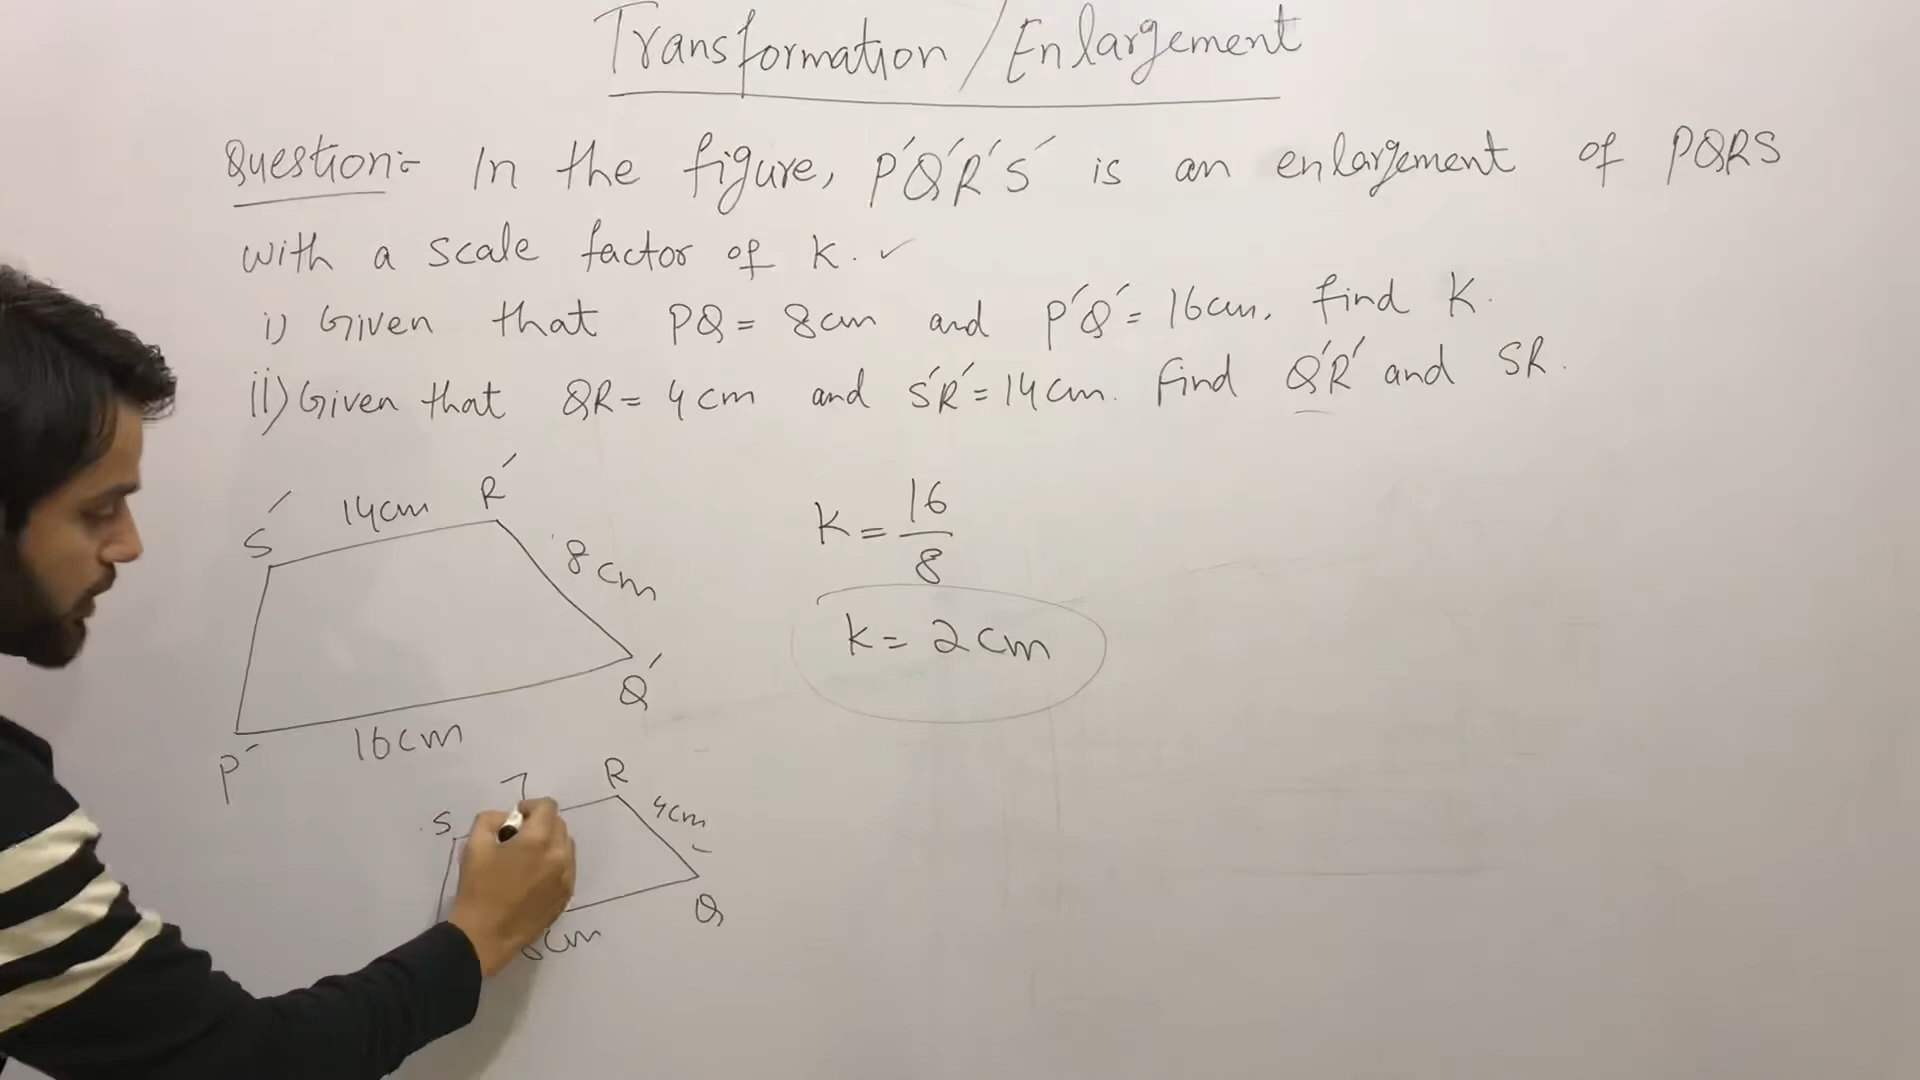 Transformation/Enlargement
Question:- In the figure, P'Q'R'S' is an enlargement of PQRS
with a scale factor of K. ✓
i) Given that PQ = 8cm and P'Q' = 16cm, find K.
ii) Given that QR = 4cm and S'R' = 14cm. Find Q'R' and SR.
S' 14cm R'
8cm
Q'
P' 16cm
K = 16/8
K = 2cm
S 7 R
4cm
Q
8cm